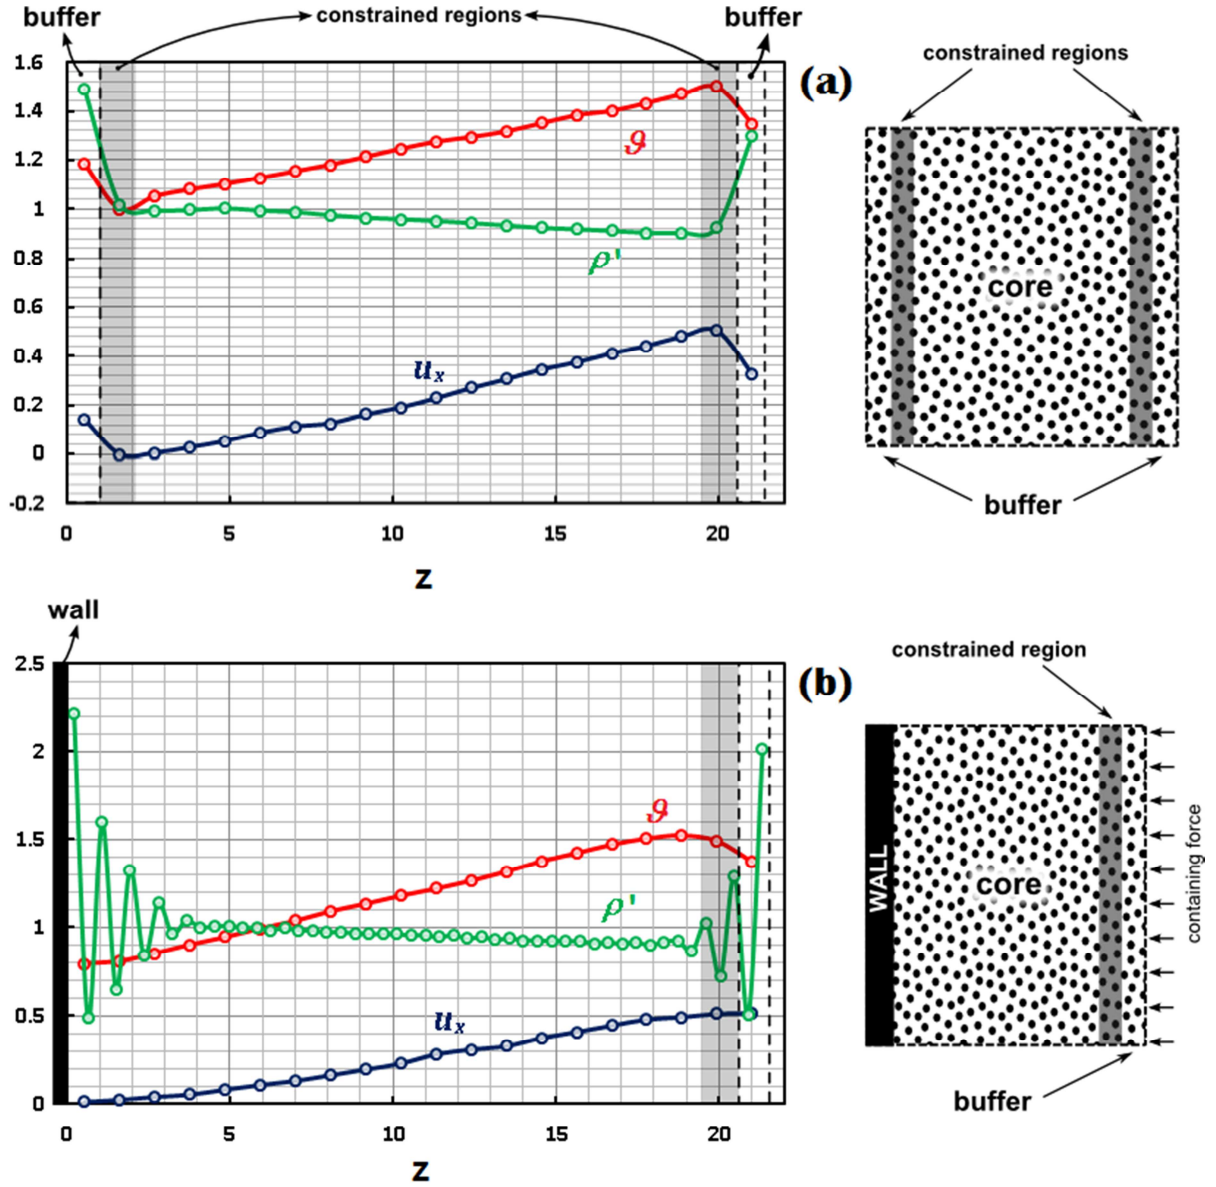 buffer
constrained regions
buffer
1.6
1.4
1.2
1
0.8
0.6
0.4
0.2
0
-0.2
ϑ
ρ'
uₓ
0
5
10
15
20
z
(a)
constrained regions
core
buffer
wall
2.5
2
1.5
1
0.5
0
ϑ
ρ'
uₓ
0
5
10
15
20
z
(b)
constrained region
WALL
core
containing force
buffer